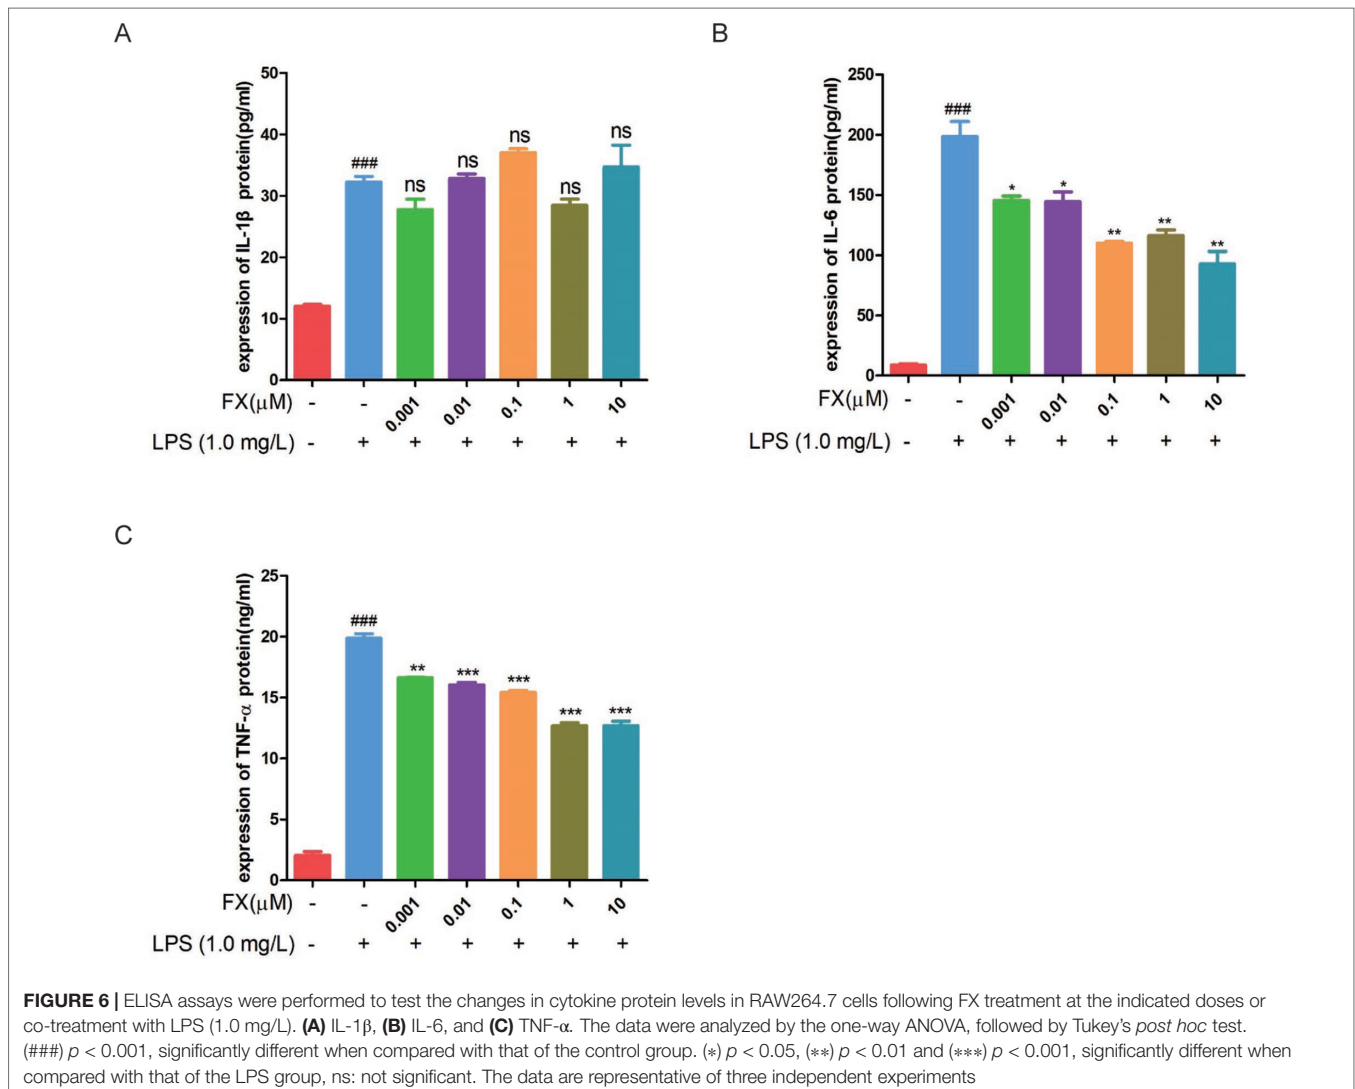 A
expression of IL-1β protein(pg/ml)
50
40
30
20
10
0
###
ns
ns
ns
ns
ns
FX(μM) - - 0.001 0.01 0.1 1 10
LPS (1.0 mg/L) - + + + + + +
B
expression of IL-6 protein(pg/ml)
250
200
150
100
50
0
###
*
*
**
**
**
FX(μM) - - 0.001 0.01 0.1 1 10
LPS (1.0 mg/L) - + + + + + +
C
expression of TNF-α protein(ng/ml)
25
20
15
10
5
0
###
**
***
***
***
***
FX(μM) - - 0.001 0.01 0.1 1 10
LPS (1.0 mg/L) - + + + + + +
FIGURE 6 | ELISA assays were performed to test the changes in cytokine protein levels in RAW264.7 cells following FX treatment at the indicated doses or
co-treatment with LPS (1.0 mg/L). (A) IL-1β, (B) IL-6, and (C) TNF-α. The data were analyzed by the one-way ANOVA, followed by Tukey's post hoc test.
(###) p < 0.001, significantly different when compared with that of the control group. (*) p < 0.05, (**) p < 0.01 and (***) p < 0.001, significantly different when
compared with that of the LPS group, ns: not significant. The data are representative of three independent experiments